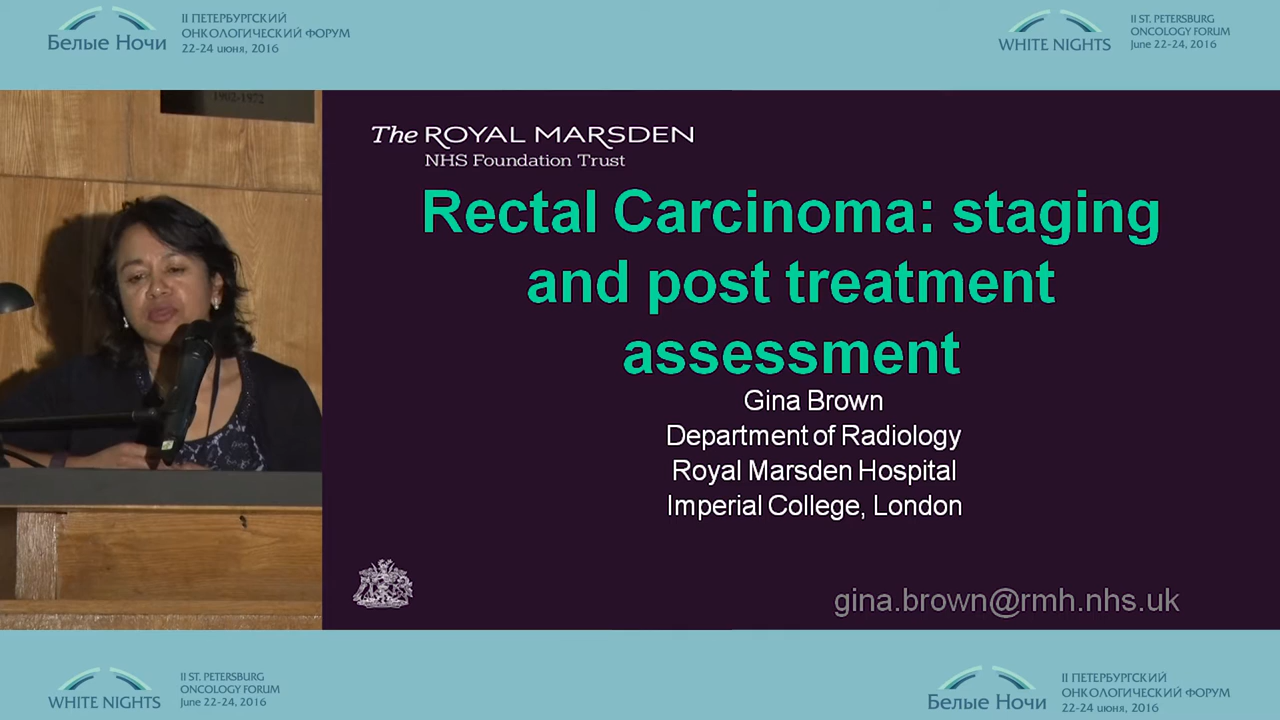 Белые Ночи
II ПЕТЕРБУРГСКИЙ
ОНКОЛОГИЧЕСКИЙ ФОРУМ
22-24 июня, 2016
WHITE NIGHTS
II ST. PETERSBURG
ONCOLOGY FORUM
June 22-24, 2016
1902-1972
The ROYAL MARSDEN
NHS Foundation Trust
Rectal Carcinoma: staging
and post treatment
assessment
Gina Brown
Department of Radiology
Royal Marsden Hospital
Imperial College, London
gina.brown@rmh.nhs.uk
WHITE NIGHTS
II ST. PETERSBURG
ONCOLOGY FORUM
June 22-24, 2016
Белые Ночи
II ПЕТЕРБУРГСКИЙ
ОНКОЛОГИЧЕСКИЙ ФОРУМ
22-24 июня, 2016